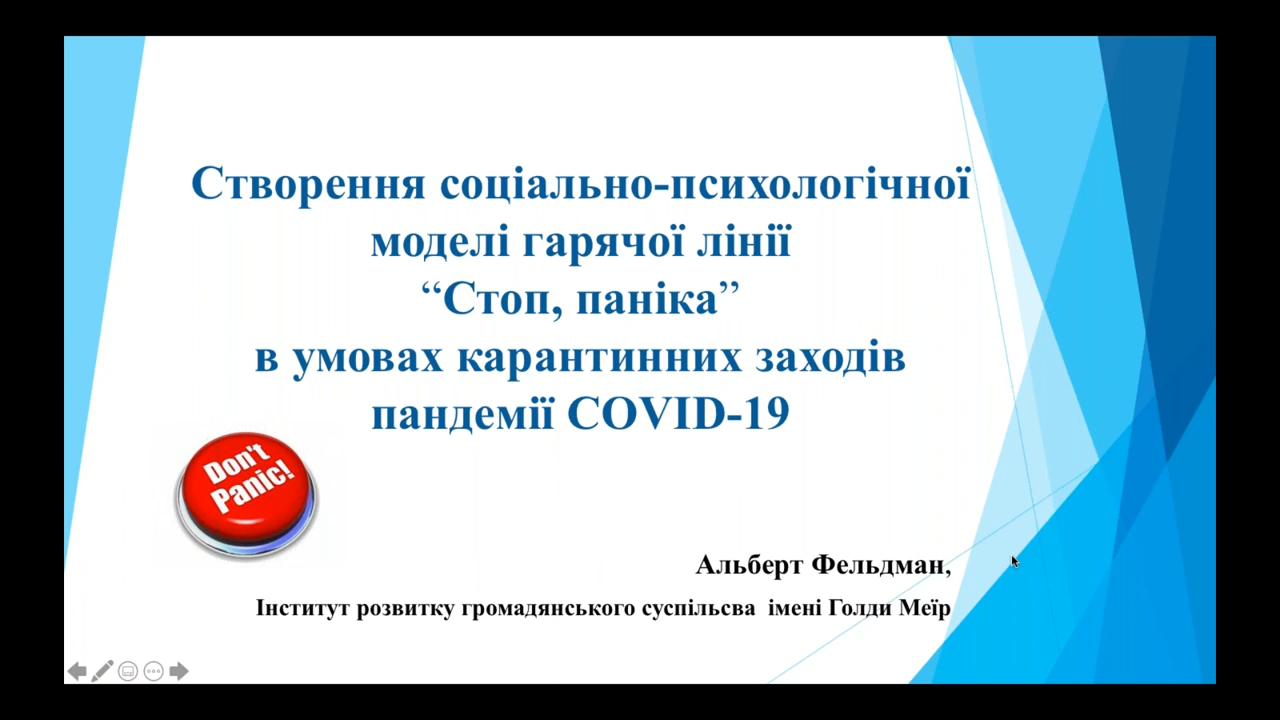 Створення соціально-психологічної
моделі гарячої лінії
“Стоп, паніка”
в умовах карантинних заходів
пандемії COVID-19
Don't
Panic!
Альберт Фельдман,
Інститут розвитку громадянського суспільсва імені Голди Меїр